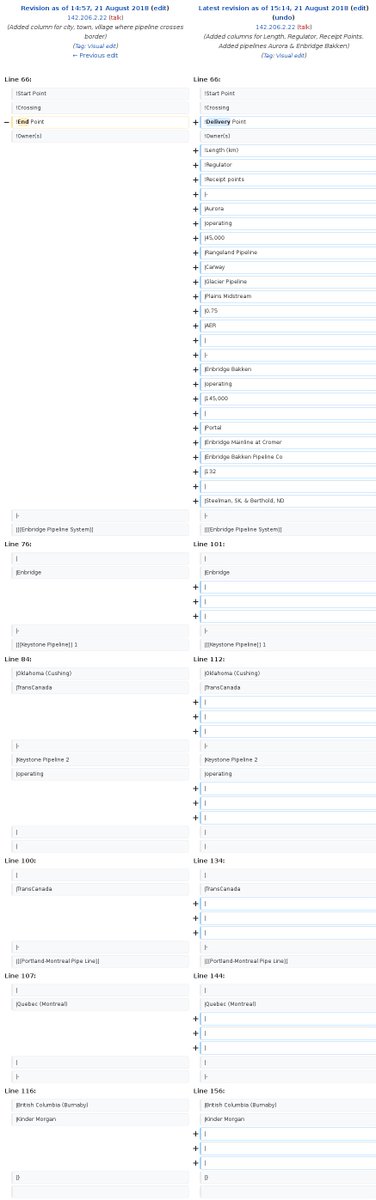 Revision as of 14:57, 21 August 2018 (edit)
142.206.2.22 (talk)
(Added column for city, town, village where pipeline crosses
border)
(Tag: Visual edit)
← Previous edit
Latest revision as of 15:14, 21 August 2018 (edit)
(undo)
142.206.2.22 (talk)
(Added columns for Length, Regulator, Receipt Points.
Added pipelines Aurora & Enbridge Bakken)
(Tag: Visual edit)
Line 66:
Line 66:
!Start Point
!Start Point
!Crossing
!Crossing
− !End Point
+ !Delivery Point
!Owner(s)
!Owner(s)
+ !Length (km)
+ !Regulator
+ !Receipt points
+ |-
+ |Aurora
+ |operating
+ |45,000
+ |Rangeland Pipeline
+ |Carway
+ |Glacier Pipeline
+ |Plains Midstream
+ |0.75
+ |AER
+ |
+ |-
+ |Enbridge Bakken
+ |operating
+ |145,000
+ |
+ |Portal
+ |Enbridge Mainline at Cromer
+ |Enbridge Bakken Pipeline Co
+ |132
+ |
+ |Steelman, SK, & Berthold, ND
|-
|-
|[[Enbridge Pipeline System]]
|[[Enbridge Pipeline System]]
Line 76:
Line 101:
|
|
|Enbridge
|Enbridge
+ |
+ |
+ |
|-
|-
|[[Keystone Pipeline]] 1
|[[Keystone Pipeline]] 1
Line 84:
Line 112:
|Oklahoma (Cushing)
|Oklahoma (Cushing)
|TransCanada
|TransCanada
+ |
+ |
+ |
|-
|-
|Keystone Pipeline 2
|Keystone Pipeline 2
|operating
|operating
+ |
+ |
+ |
|
|
|
|
Line 100:
Line 134:
|
|
|TransCanada
|TransCanada
+ |
+ |
+ |
|-
|-
|[[Portland-Montreal Pipe Line]]
|[[Portland-Montreal Pipe Line]]
Line 107:
Line 144:
|
|
|Quebec (Montreal)
|Quebec (Montreal)
+ |
+ |
+ |
|
|
|-
|-
Line 116:
Line 156:
|British Columbia (Burnaby)
|British Columbia (Burnaby)
|Kinder Morgan
|Kinder Morgan
+ |
+ |
+ |
|}
|}